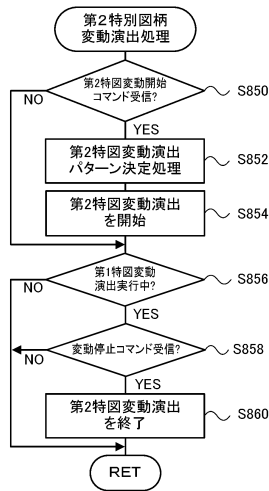 第2特別図柄
変動演出処理
第2特図変動開始
コマンド受信?
S850
NO
YES
第2特図変動演出
パターン決定処理
S852
第2特図変動演出
を開始
S854
第1特図変動
演出実行中?
S856
NO
YES
変動停止コマンド受信?
S858
NO
YES
第2特図変動演出
を終了
S860
RET